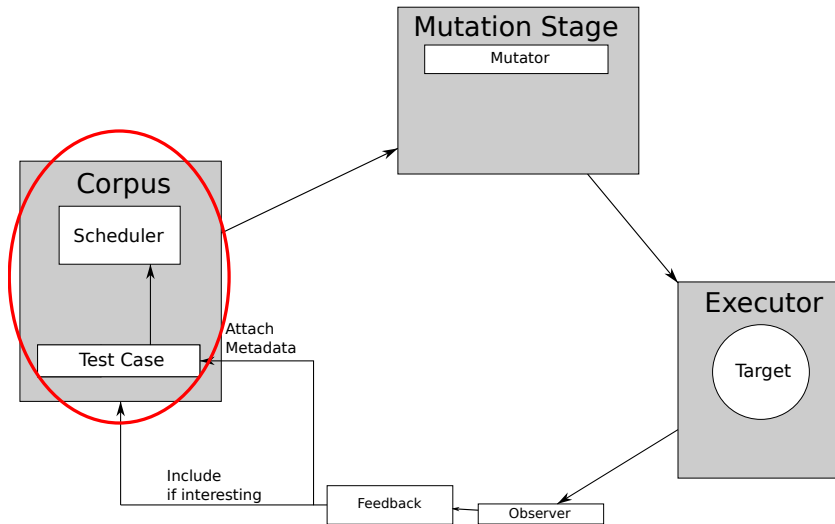 Mutation Stage
Mutator
Corpus
Scheduler
Test Case
Attach
Metadata
Executor
Target
Include
if interesting
Feedback
Observer